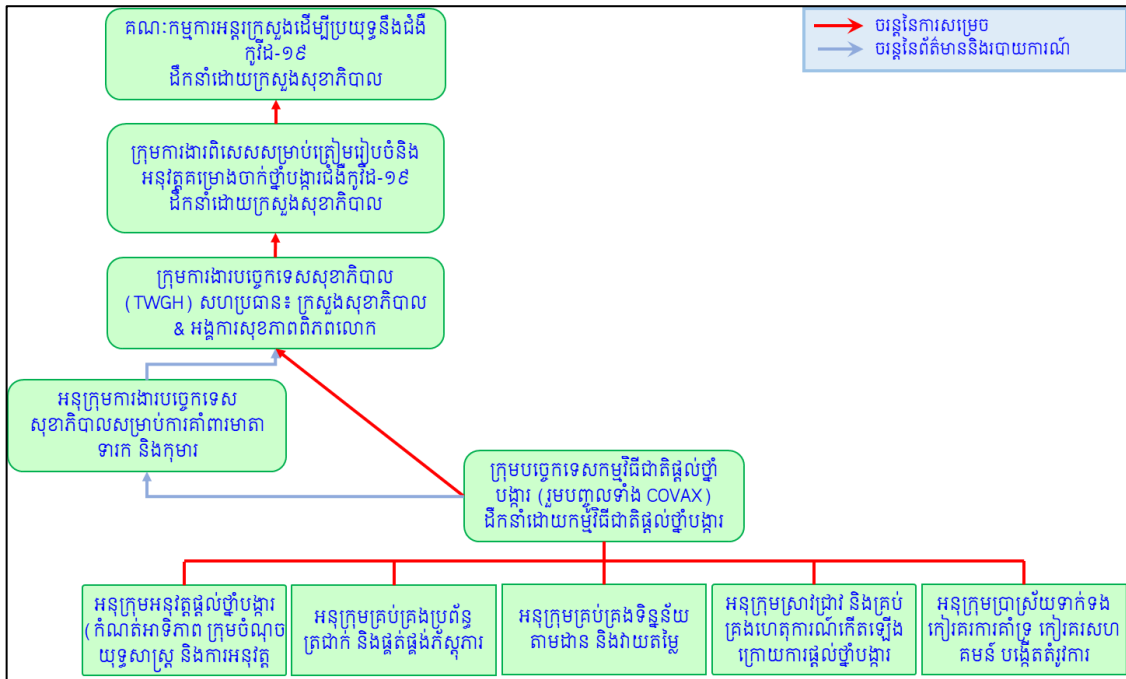 គណៈកម្មការអន្តរក្រសួងដើម្បីប្រយុទ្ធនឹងជំងឺ
កូវីដ-១៩
ដឹកនាំដោយក្រសួងសុខាភិបាល
ចរន្តនៃការសម្រេច
ចរន្តនៃព័ត៌មាននិងរបាយការណ៍
ក្រុមការងារពិសេសសម្រាប់ត្រៀមរៀបចំនិង
អនុវត្តគម្រោងចាក់ថ្នាំបង្ការជំងឺកូវីដ-១៩
ដឹកនាំដោយក្រសួងសុខាភិបាល
ក្រុមការងារបច្ចេកទេសសុខាភិបាល
(TWGH) សហប្រធាន៖ ក្រសួងសុខាភិបាល
& អង្គការសុខភាពពិភពលោក
អនុក្រុមការងារបច្ចេកទេស
សុខាភិបាលសម្រាប់ការគាំពារមាតា
ទារក និងកុមារ
ក្រុមបច្ចេកទេសកម្មវិធីជាតិផ្តល់ថ្នាំ
បង្ការ (រួមបញ្ចូលទាំង COVAX)
ដឹកនាំដោយកម្មវិធីជាតិផ្តល់ថ្នាំបង្ការ
អនុក្រុមអនុវត្តផ្តល់ថ្នាំបង្ការ
(កំណត់អាទិភាព ក្រុមចំណុច
យុទ្ធសាស្ត្រ និងការអនុវត្ត
អនុក្រុមគ្រប់គ្រងប្រព័ន្ធ
ត្រជាក់ និងផ្គត់ផ្គង់ភ័ស្តុភារ
អនុក្រុមគ្រប់គ្រងទិន្នន័យ
តាមដាន និងវាយតម្លៃ
អនុក្រុមស្រាវជ្រាវ និងគ្រប់
គ្រងហេតុការណ៍កើតឡើង
ក្រោយការផ្តល់ថ្នាំបង្ការ
អនុក្រុមប្រាស្រ័យទាក់ទង
កៀរគរការគាំទ្រ កៀរគរសហ
គមន៍ បង្កើតតំរូវការ